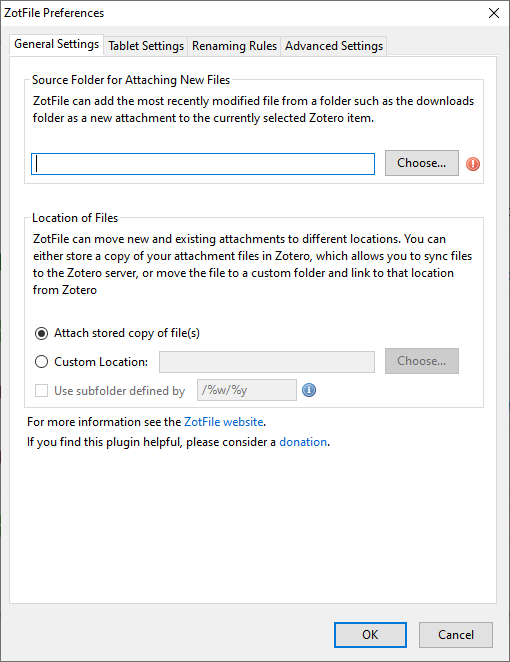 ZotFile Preferences
General Settings Tablet Settings Renaming Rules Advanced Settings
Source Folder for Attaching New Files
ZotFile can add the most recently modified file from a folder such as the downloads
folder as a new attachment to the currently selected Zotero item.
Choose...
Location of Files
ZotFile can move new and existing attachments to different locations. You can
either store a copy of your attachment files in Zotero, which allows you to sync files
to the Zotero server, or move the file to a custom folder and link to that location
from Zotero
Attach stored copy of file(s)
Custom Location: Choose...
Use subfolder defined by /%w/%y
For more information see the ZotFile website.
If you find this plugin helpful, please consider a donation.
OK Cancel